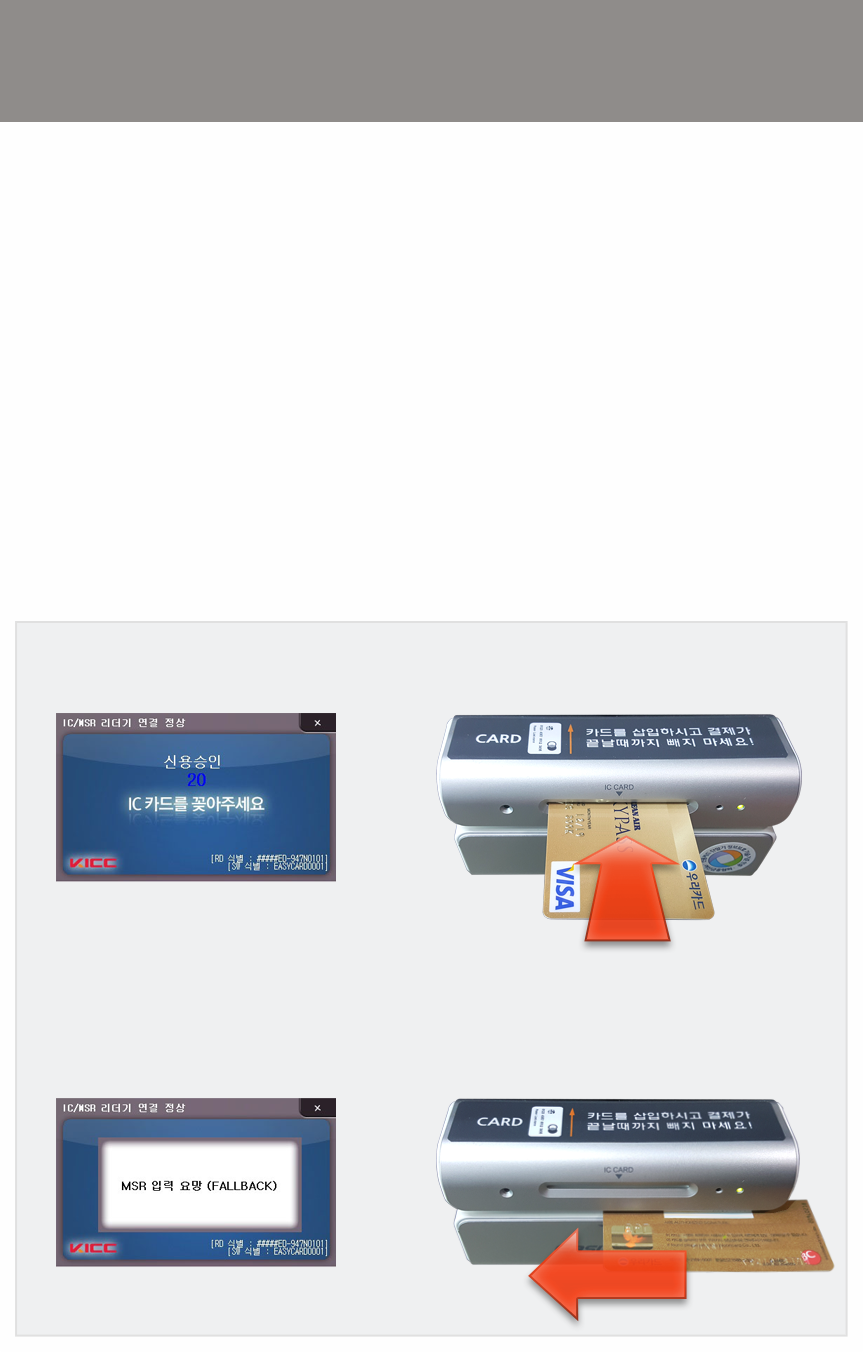 IC/MSR 리더기 연결 정상
×
신용승인
20
IC 카드를 꽂아주세요
KICC
[RD 식별 : #####ED-947N0101]
[SW 식별 : EASYCARD0001]
CARD
카드를 삽입하시고 결제가
끝날때까지 빼지 마세요!
IC CARD
VISA
우리카드
IC/MSR 리더기 연결 정상
×
MSR 입력 요망 (FALLBACK)
KICC
[RD 식별 : #####ED-947N0101]
[SW 식별 : EASYCARD0001]
CARD
카드를 삽입하시고 결제가
끝날때까지 빼지 마세요!
IC CARD